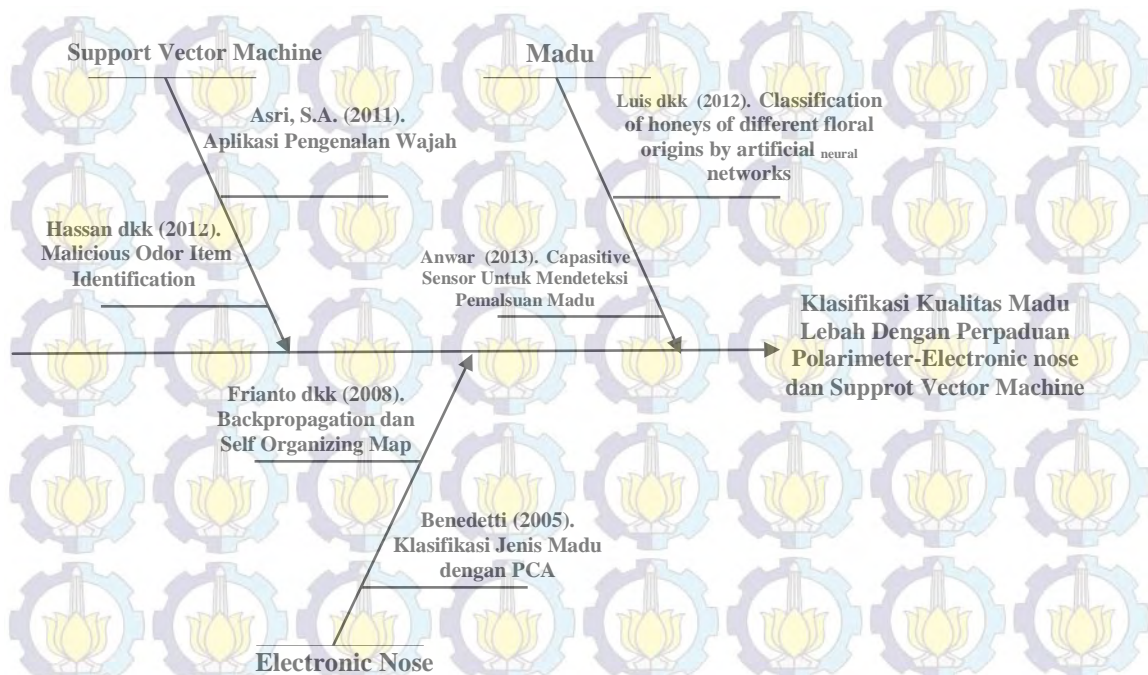 Support Vector Machine
Madu
Asri, S.A. (2011).
Aplikasi Pengenalan Wajah
Luis dkk (2012). Classification
of honeys of different floral
origins by artificial neural
networks
Hassan dkk (2012).
Malicious Odor Item
Identification
Anwar (2013). Capasitive
Sensor Untuk Mendeteksi
Pemalsuan Madu
Klasifikasi Kualitas Madu
Lebah Dengan Perpaduan
Polarimeter-Electronic nose
dan Supprot Vector Machine
Frianto dkk (2008).
Backpropagation dan
Self Organizing Map
Benedetti (2005).
Klasifikasi Jenis Madu
dengan PCA
Electronic Nose